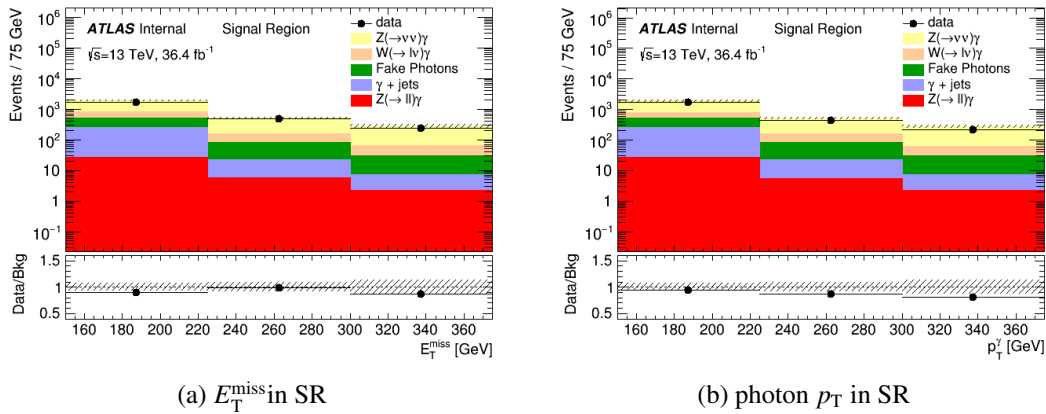 ATLAS Internal Signal Region
√s=13 TeV, 36.4 fb⁻¹
data
Z(→νν)γ
W(→ lν)γ
Fake Photons
γ + jets
Z(→ ll)γ
Events / 75 GeV
10⁶
10⁵
10⁴
10³
10²
10
1
10⁻¹
Data/Bkg
1.5
1
0.5
160 180 200 220 240 260 280 300 320 340 360
E_T^miss [GeV]
(a) E_T^miss in SR
ATLAS Internal Signal Region
√s=13 TeV, 36.4 fb⁻¹
data
Z(→νν)γ
W(→ lν)γ
Fake Photons
γ + jets
Z(→ ll)γ
Events / 75 GeV
10⁶
10⁵
10⁴
10³
10²
10
1
10⁻¹
Data/Bkg
1.5
1
0.5
160 180 200 220 240 260 280 300 320 340 360
p_T^γ [GeV]
(b) photon p_T in SR